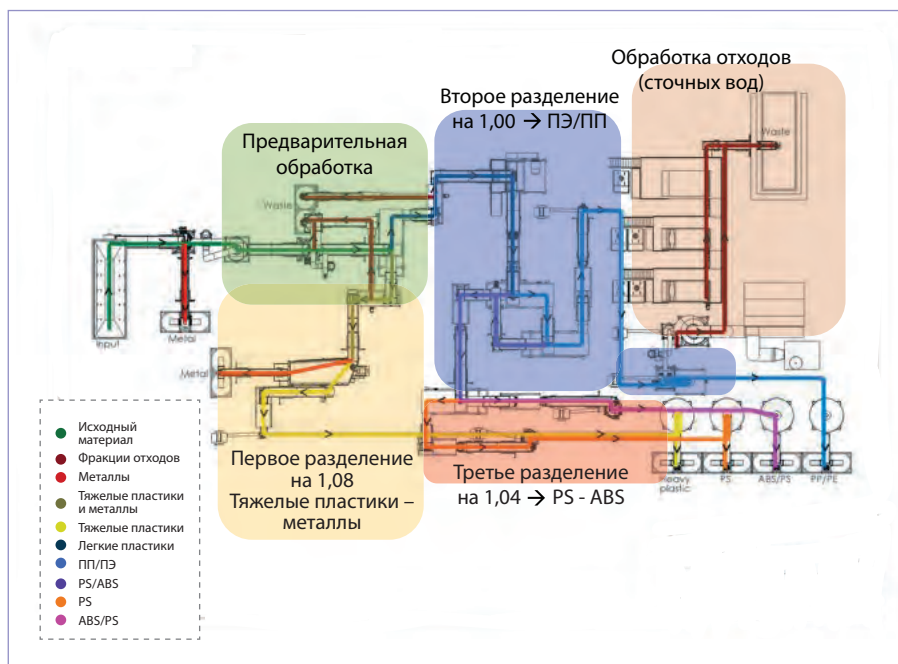 Обработка отходов
(сточных вод)
Второе разделение
на 1,00 → ПЭ/ПП
Предварительная
обработка
Waste
Waste
Input
Metal
Metal
Исходный
материал
Фракции отходов
Металлы
Тяжелые пластики
и металлы
Тяжелые пластики
Легкие пластики
ПП/ПЭ
PS/ABS
PS
ABS/PS
Первое разделение
на 1,08
Тяжелые пластики –
металлы
Третье разделение
на 1,04 → PS - ABS
Heavy
plastic
PS
ABS/PS
PP/PE